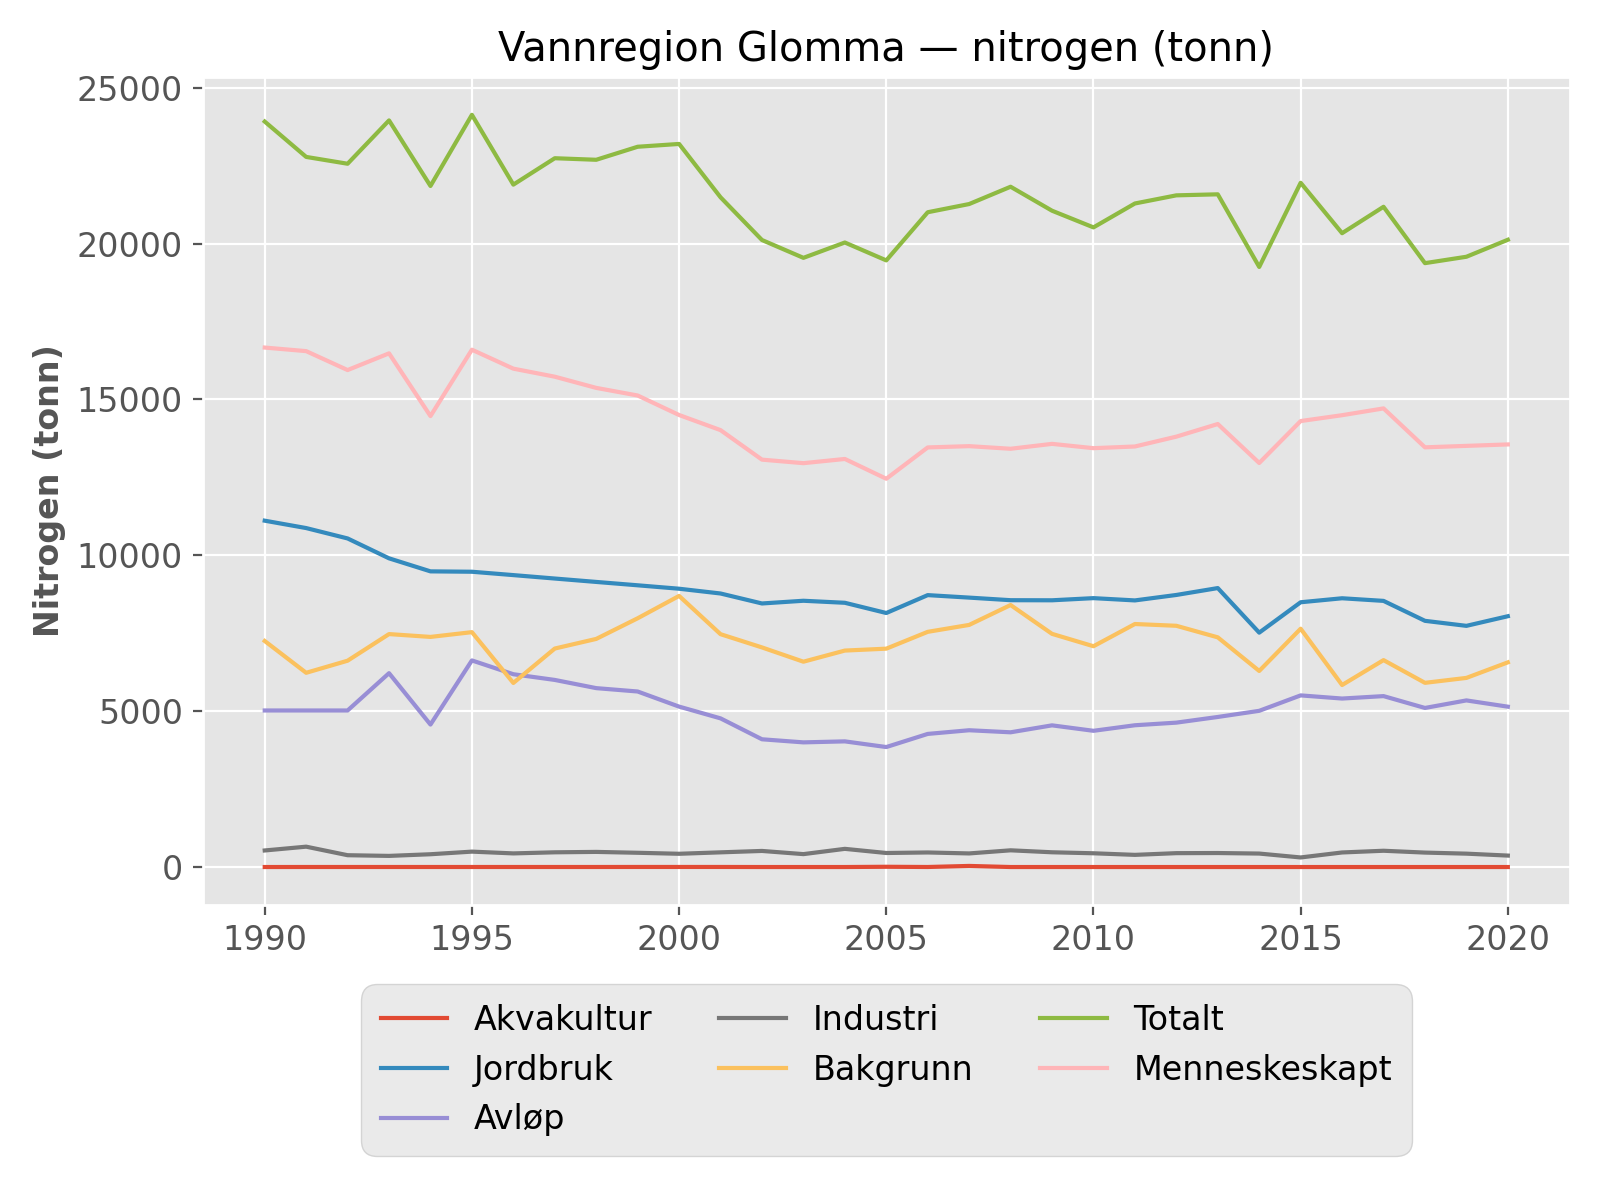 Vannregion Glomma — nitrogen (tonn)
Nitrogen (tonn)
25000
20000
15000
10000
5000
0
1990 1995 2000 2005 2010 2015 2020
Akvakultur Industri Totalt
Jordbruk Bakgrunn Menneskeskapt
Avløp